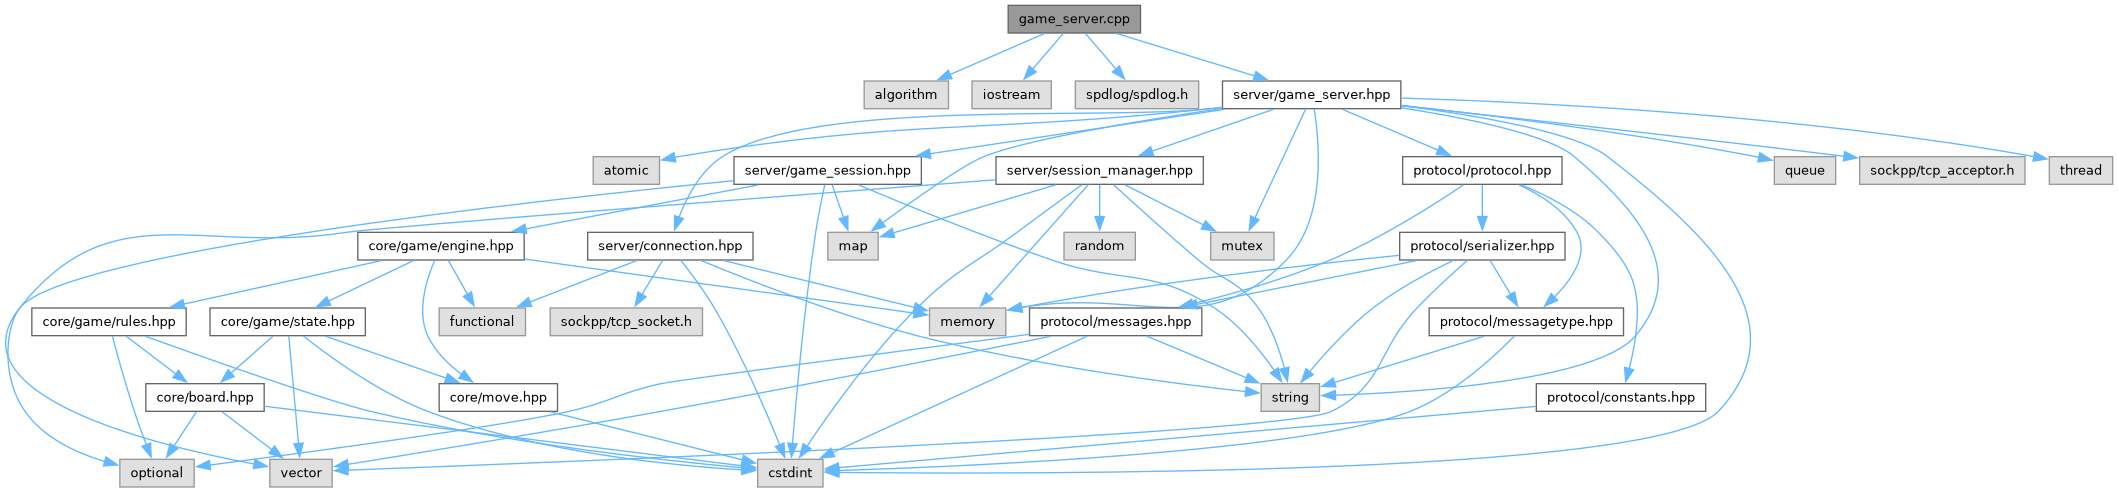 game_server.cpp
algorithm
iostream
spdlog/spdlog.h
server/game_server.hpp
atomic
server/game_session.hpp
server/session_manager.hpp
protocol/protocol.hpp
queue
sockpp/tcp_acceptor.h
thread
core/game/engine.hpp
server/connection.hpp
map
random
mutex
protocol/serializer.hpp
core/game/rules.hpp
core/game/state.hpp
functional
sockpp/tcp_socket.h
memory
protocol/messages.hpp
protocol/messagetype.hpp
core/board.hpp
core/move.hpp
string
protocol/constants.hpp
optional
vector
cstdint